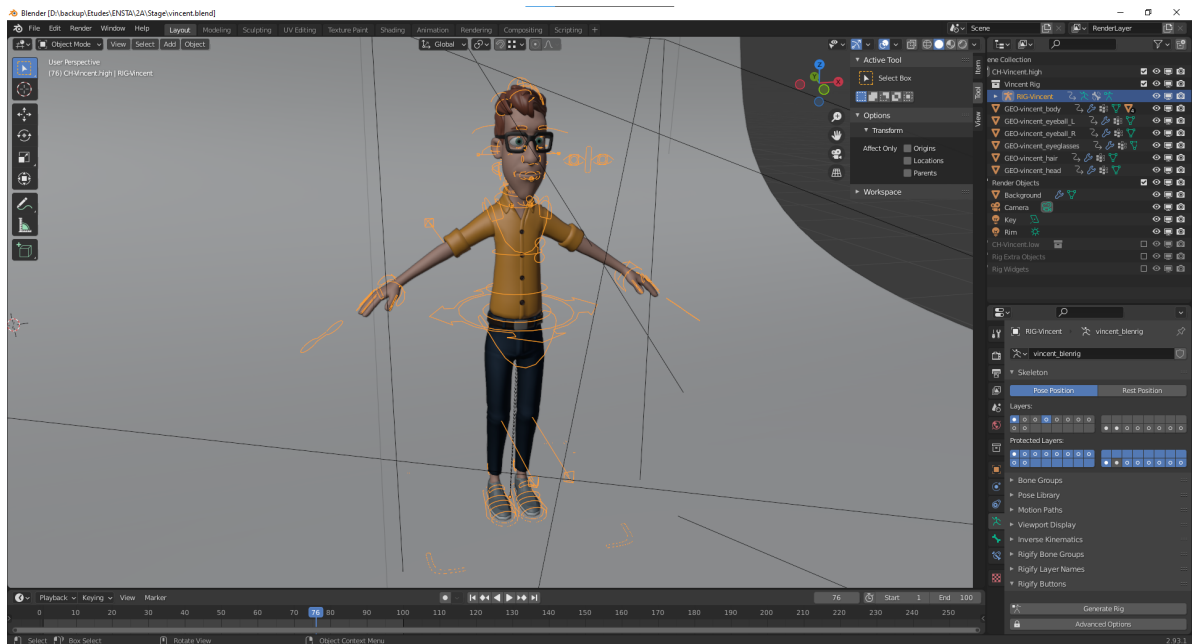 Blender [D:\backup\Etudes\ENSTA\2A\Stage\vincent.blend]
File Edit Render Window Help Layout Modeling Sculpting UV Editing Texture Paint Shading Animation Rendering Compositing Scripting + Scene RenderLayer
Object Mode View Select Add Object Global
User Perspective
(76) CH-Vincent.high | RIG-Vincent
Z
Y
X
Active Tool
Select Box
Options
Transform
Affect Only Origins
Locations
Parents
Workspace
Item
Tool
View
ene Collection
CH-Vincent.high
Vincent Rig
RIG-Vincent
GEO-vincent_body
GEO-vincent_eyeball_L
GEO-vincent_eyeball_R
GEO-vincent_eyeglasses
GEO-vincent_hair
GEO-vincent_head
Render Objects
Background
Camera
Key
Rim
CH-Vincent.low
Rig Extra Objects
Rig Widgets
RIG-Vincent vincent_blenrig
vincent_blenrig
Skeleton
Pose Position Rest Position
Layers:
Protected Layers:
Bone Groups
Pose Library
Motion Paths
Viewport Display
Inverse Kinematics
Rigify Bone Groups
Rigify Layer Names
Rigify Buttons
Generate Rig
Advanced Options
Playback Keying View Marker 76 Start 1 End 100
0 10 20 30 40 50 60 70 76 80 90 100 110 120 130 140 150 160 170 180 190 200 210 220 230 240 250
Select Box Select Rotate View Object Context Menu 2.93.1